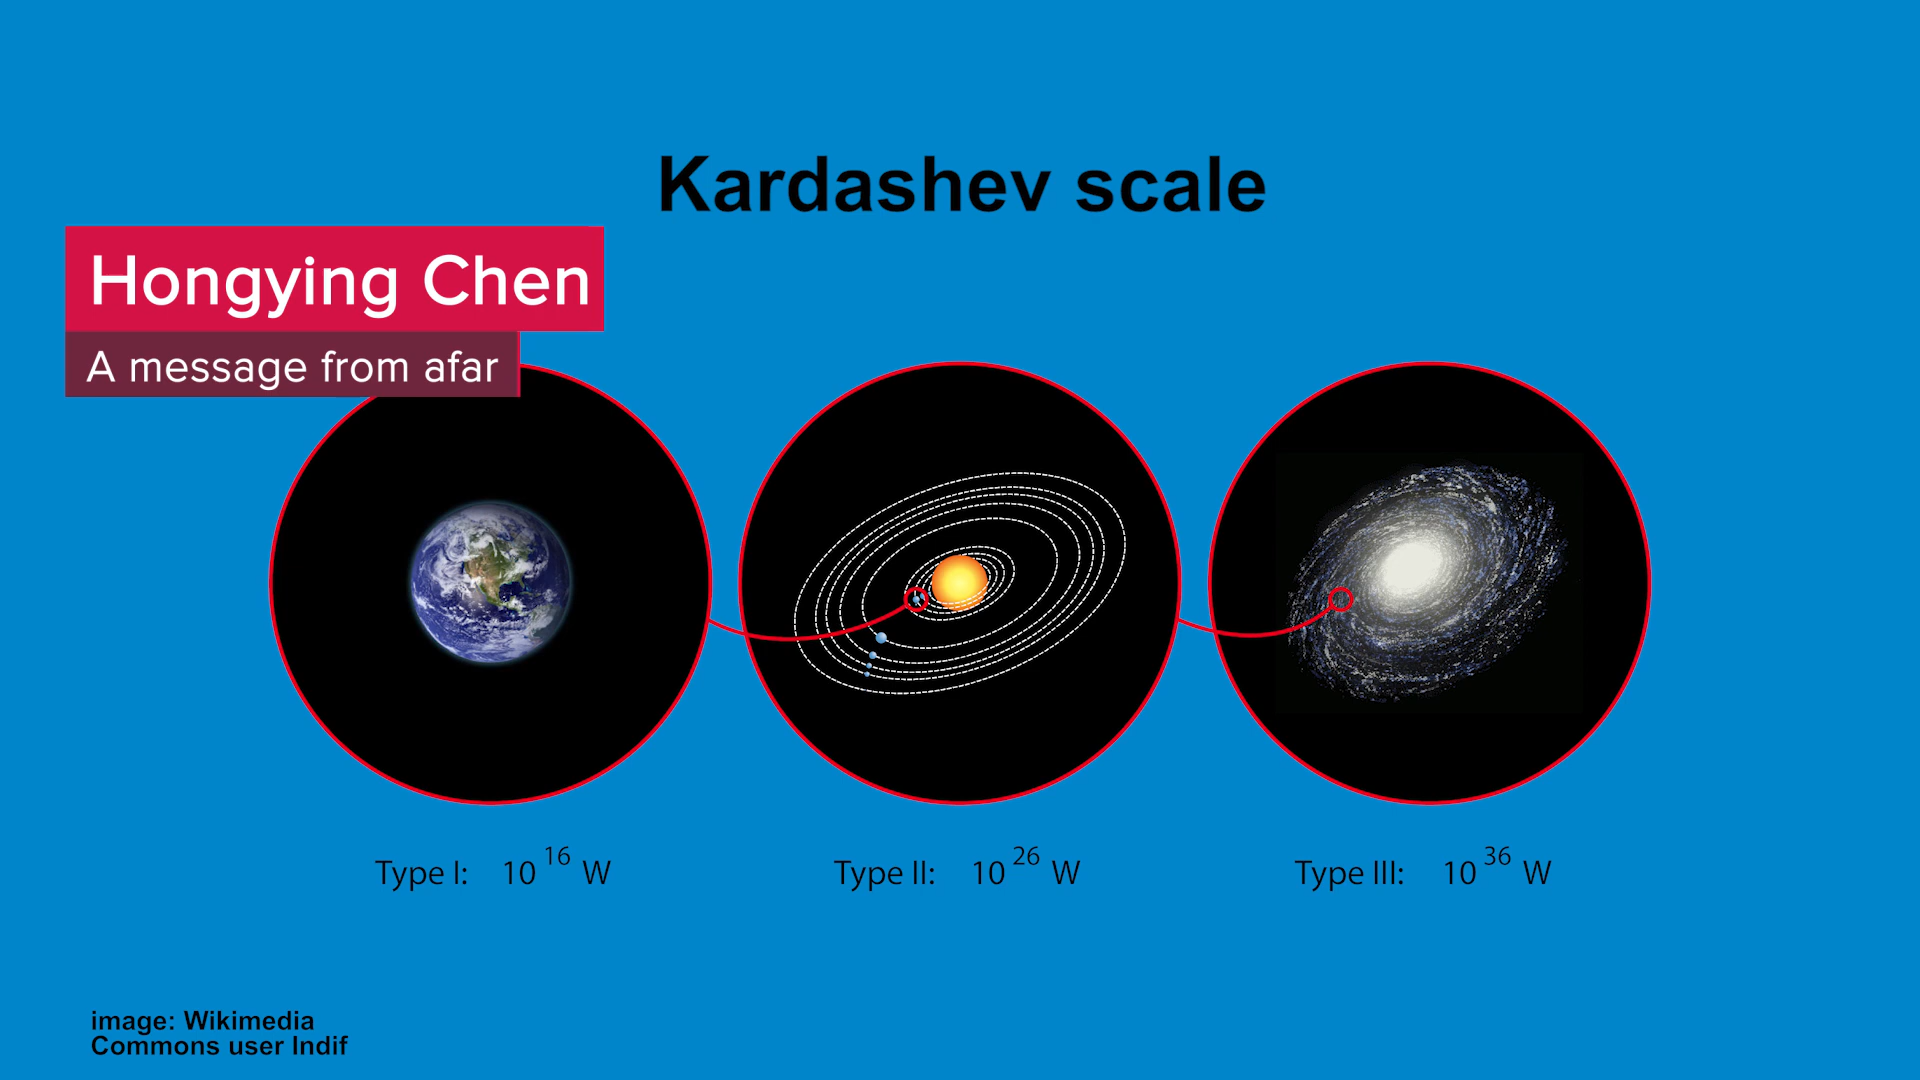 Kardashev scale
Hongying Chen
A message from afar
Type I: 10 16 W
Type II: 10 26 W
Type III: 10 36 W
image: Wikimedia
Commons user Indif